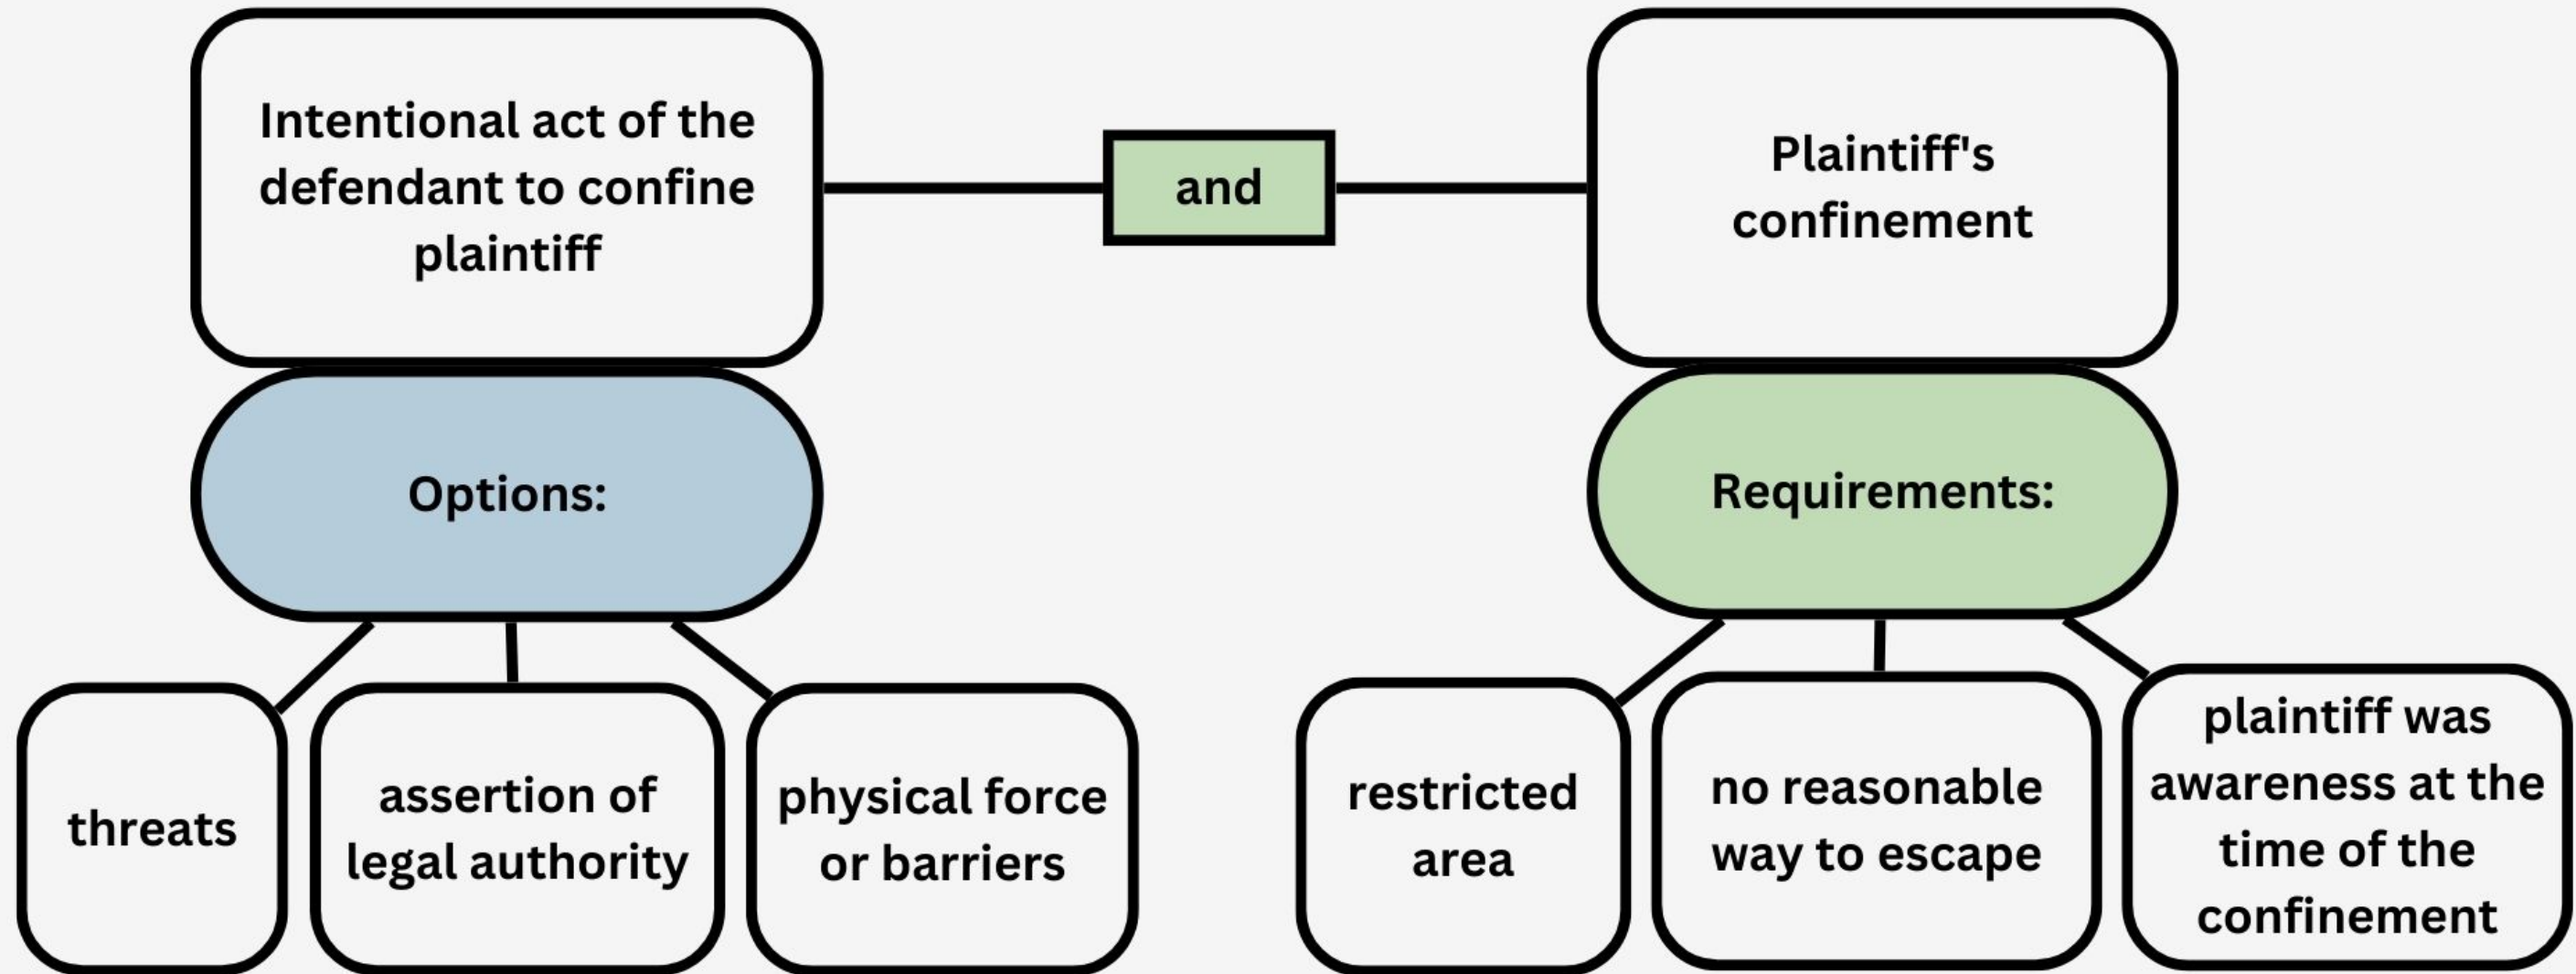 Intentional act of the
defendant to confine
plaintiff
and
Plaintiff's
confinement
Options:
Requirements:
threats
assertion of
legal authority
physical force
or barriers
restricted
area
no reasonable
way to escape
plaintiff was
awareness at the
time of the
confinement